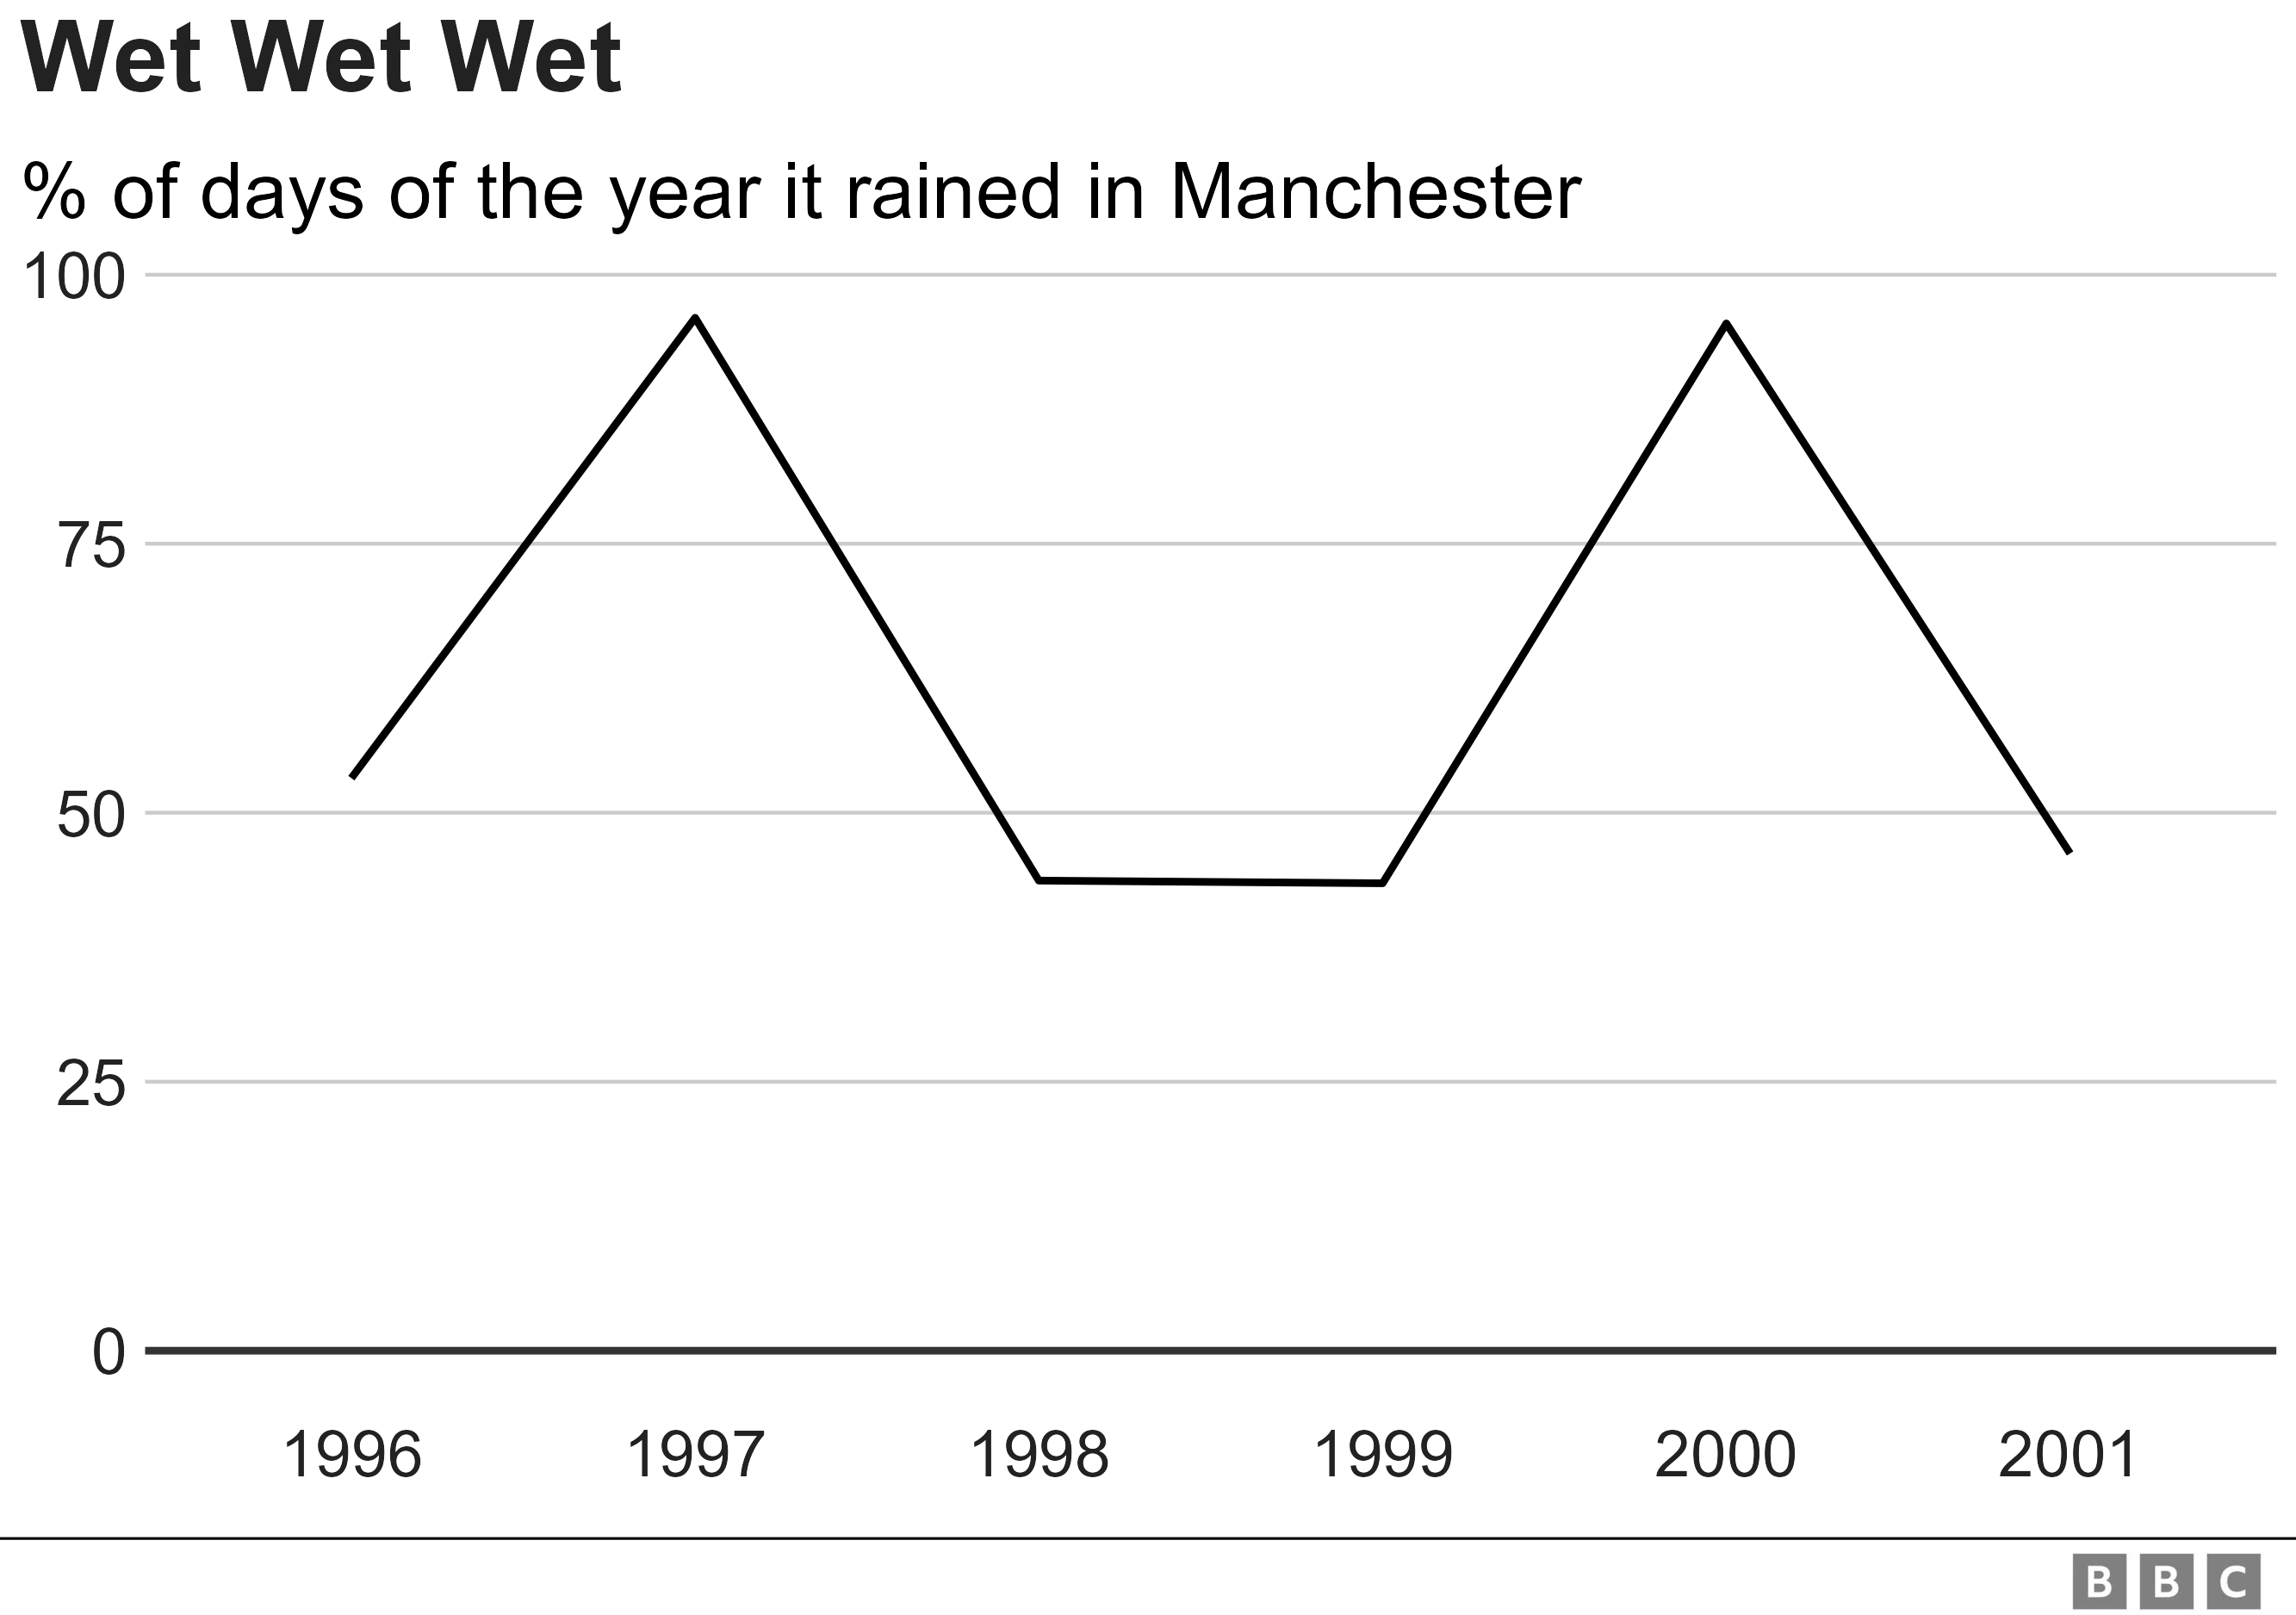 Wet Wet Wet
% of days of the year it rained in Manchester
100
75
50
25
0
1996 1997 1998 1999 2000 2001
BBC